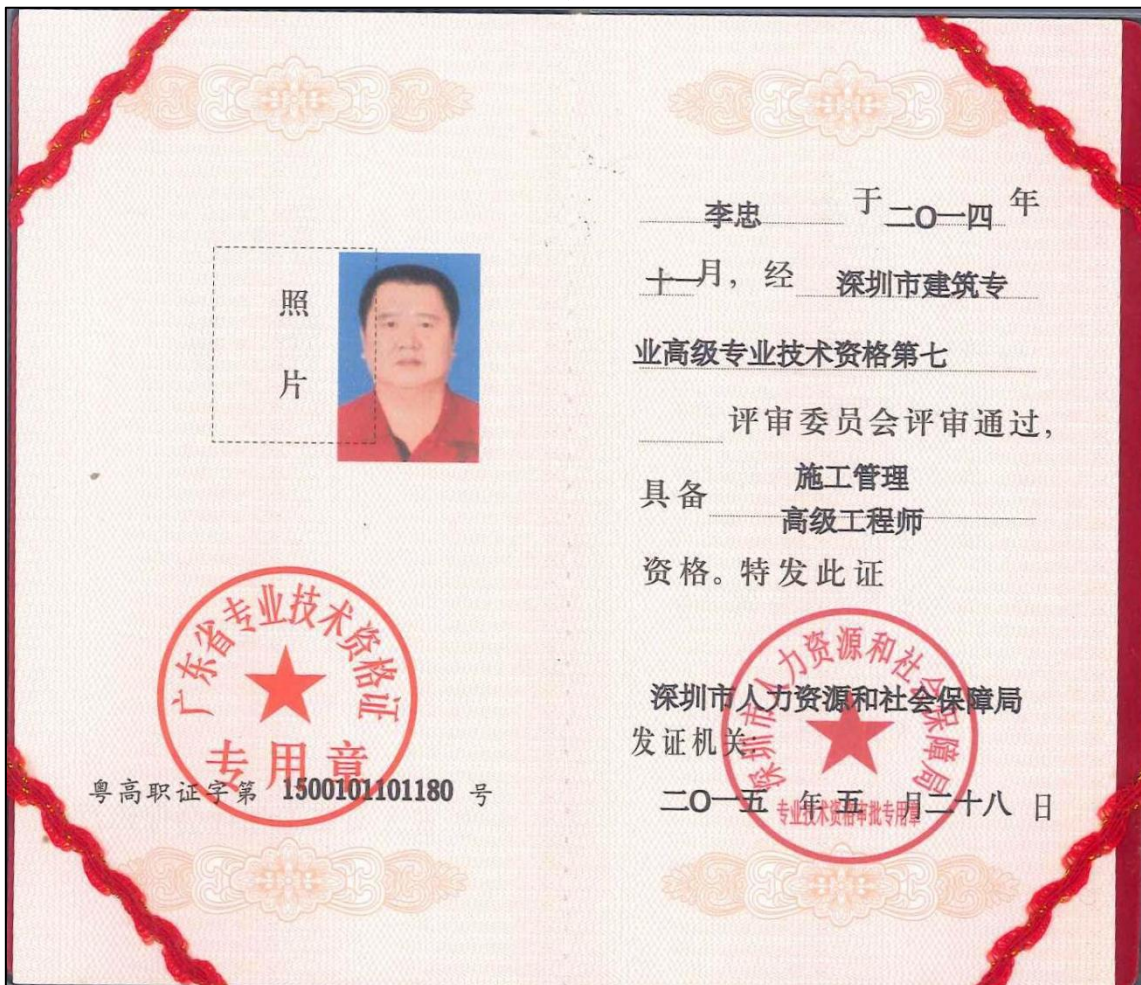 照
片
广东省专业技术资格证
专用章
粤高职证字第 1500101101180 号
李忠 于二O一四年
十一月，经 深圳市建筑专
业高级专业技术资格第七
评审委员会评审通过，
具备 施工管理
高级工程师
资格。特发此证
深圳市人力资源和社会保障局
深圳市人力资源和社会保障局
发证机关：
二O一五 年 五 月二十八 日
专业技术资格审批专用章